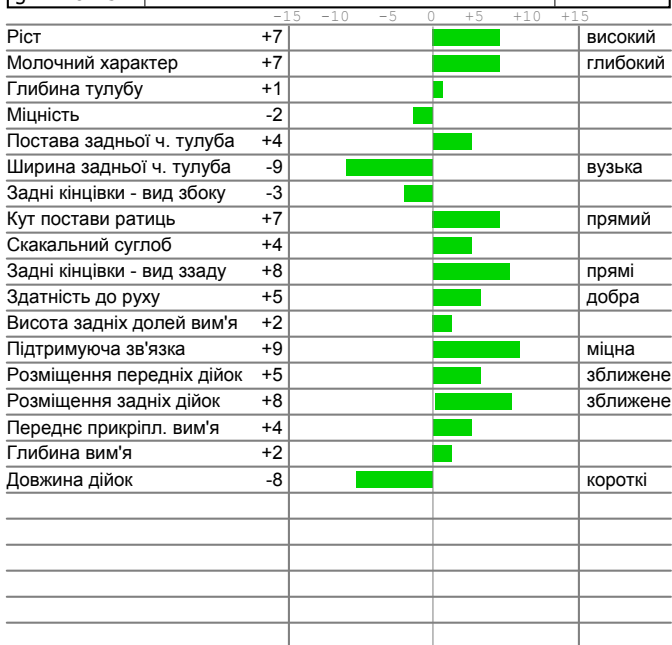 -15 -10 -5 0 +5 +10 +15
Ріст +7 високий
Молочний характер +7 глибокий
Глибина тулубу +1
Міцність -2
Постава задньої ч. тулуба +4
Ширина задньої ч. тулуба -9 вузька
Задні кінцівки - вид збоку -3
Кут постави ратиць +7 прямий
Скакальний суглоб +4
Задні кінцівки - вид ззаду +8 прямі
Здатність до руху +5 добра
Висота задніх долей вим'я +2
Підтримуюча зв'язка +9 міцна
Розміщення передніх дійок +5 зближене
Розміщення задніх дійок +8 зближене
Переднє прикріпл. вим'я +4
Глибина вим'я +2
Довжина дійок -8 короткі